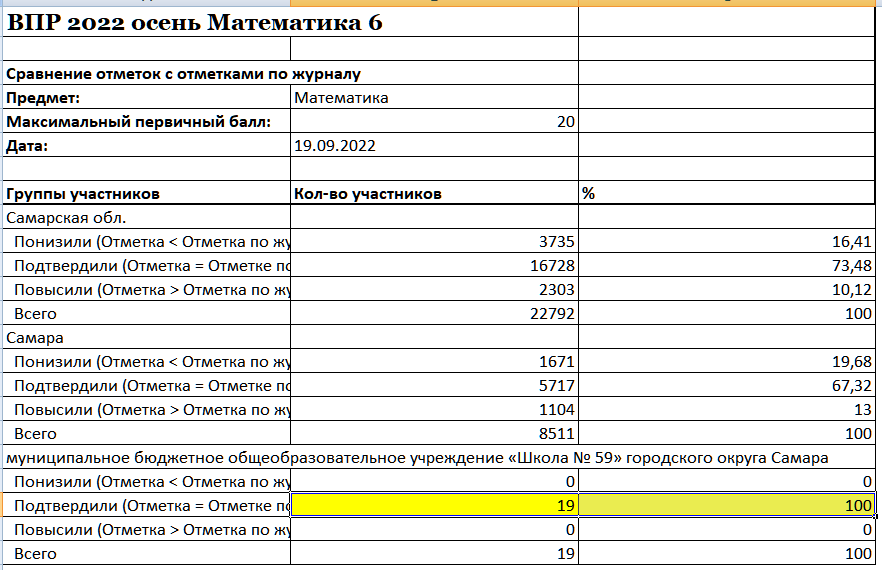 ВПР 2022 осень Математика 6
Сравнение отметок с отметками по журналу
Предмет: Математика
Максимальный первичный балл: 20
Дата: 19.09.2022
Группы участников Кол-во участников %
Самарская обл.
Понизили (Отметка < Отметка по жу 3735 16,41
Подтвердили (Отметка = Отметке по 16728 73,48
Повысили (Отметка > Отметка по жу 2303 10,12
Всего 22792 100
Самара
Понизили (Отметка < Отметка по жу 1671 19,68
Подтвердили (Отметка = Отметке по 5717 67,32
Повысили (Отметка > Отметка по жу 1104 13
Всего 8511 100
муниципальное бюджетное общеобразовательное учреждение «Школа № 59» городского округа Самара
Понизили (Отметка < Отметка по жу 0 0
Подтвердили (Отметка = Отметке по 19 100
Повысили (Отметка > Отметка по жу 0 0
Всего 19 100